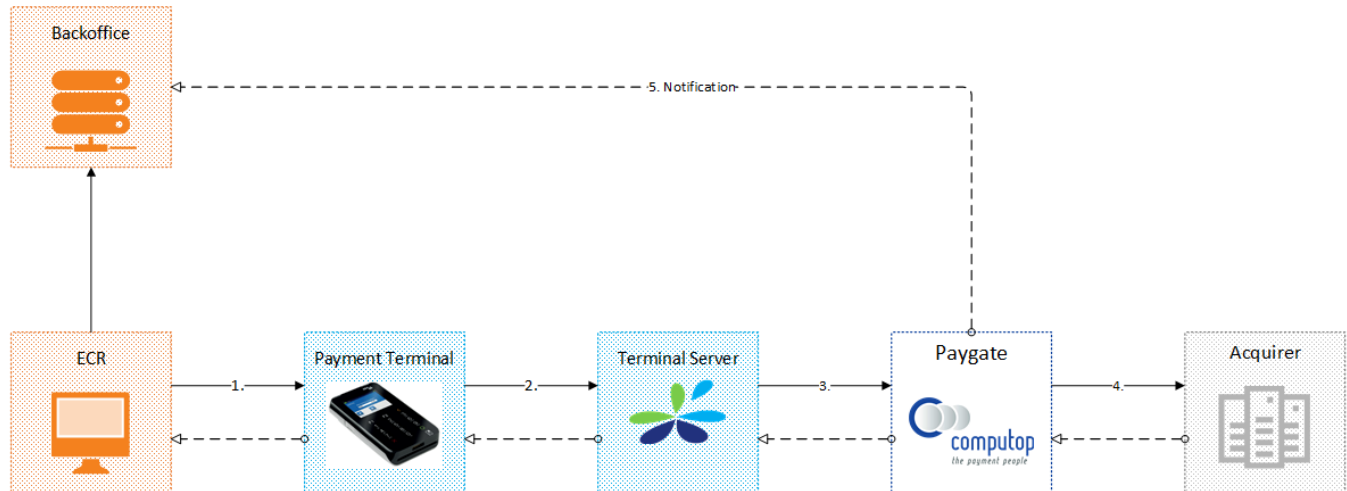 Backoffice
5. Notification
ECR
Payment Terminal
Terminal Server
Paygate
Acquirer
1.
2.
3.
4.
computop
the payment people